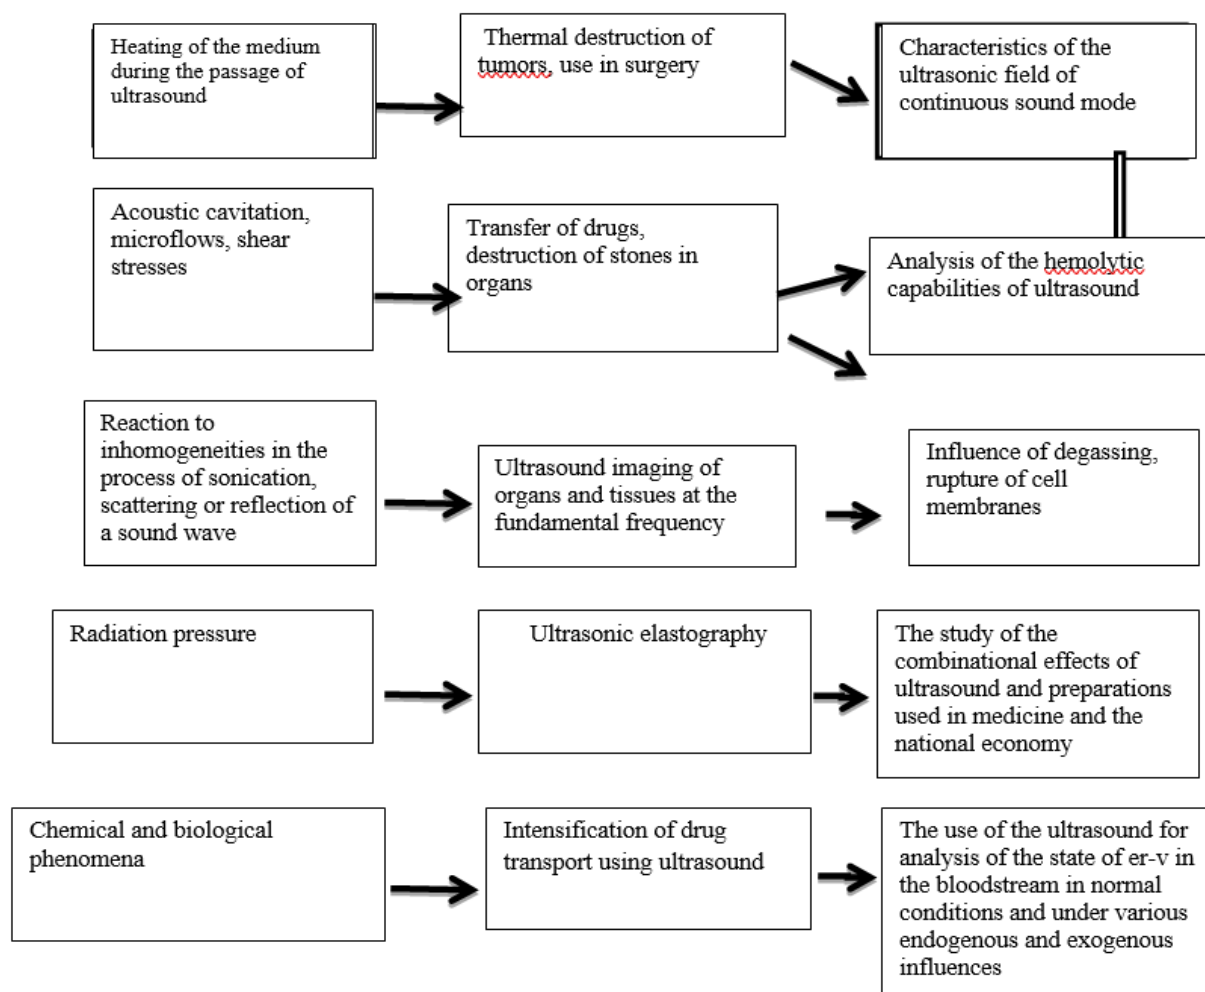 Heating of the medium
during the passage of
ultrasound
Thermal destruction of
tumors, use in surgery
Characteristics of the
ultrasonic field of
continuous sound mode
Acoustic cavitation,
microflows, shear
stresses
Transfer of drugs,
destruction of stones in
organs
Analysis of the hemolytic
capabilities of ultrasound
Reaction to
inhomogeneities in the
process of sonication,
scattering or reflection of
a sound wave
Ultrasound imaging of
organs and tissues at the
fundamental frequency
Influence of degassing,
rupture of cell
membranes
Radiation pressure
Ultrasonic elastography
The study of the
combinational effects of
ultrasound and preparations
used in medicine and the
national economy
Chemical and biological
phenomena
Intensification of drug
transport using ultrasound
The use of the ultrasound for
analysis of the state of er-v in
the bloodstream in normal
conditions and under various
endogenous and exogenous
influences